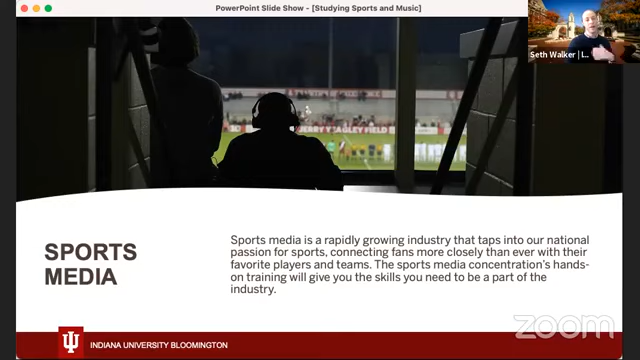 PowerPoint Slide Show - [Studying Sports and Music]
Seth Walker | L...
JERRY YEAGLEY FIELD
SPORTS
MEDIA
Sports media is a rapidly growing industry that taps into our national
passion for sports, connecting fans more closely than ever with their
favorite players and teams. The sports media concentration's hands-
on training will give you the skills you need to be a part of the
industry.
INDIANA UNIVERSITY BLOOMINGTON
zoom